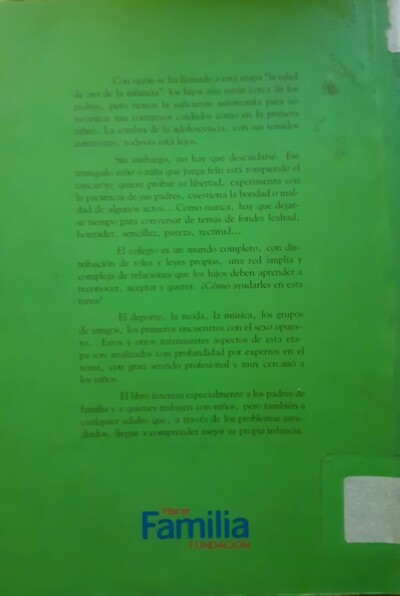 Con razón se ha llamado a esta etapa "la edad
de oro de la infancia": los hijos aún están cerca de los
padres, pero tienen la suficiente autonomía para no
necesitar tan continuos cuidados como en la primera
niñez. La sombra de la adolescencia, con sus temidos
todavía está lejos.
Sin embargo, no hay que descuidarse. Ese
tranquilo niño o niña que juega feliz está rompiendo el
cascarón: quiere probar su libertad, experimenta con
la paciencia de sus padres, cuestiona la bondad o mal-
dad de algunos actos... Como nunca, hay que dejar-
se tiempo para conversar de temas de fondo: lealtad,
honradez, sencillez, pureza, rectitud...
El colegio es un mundo completo, con dis-
tribución de roles y leyes propias, una red amplia y
compleja de relaciones que los hijos deben aprender a
reconocer, aceptar y querer. ¿Cómo ayudarles en esta
tarea?
El deporte, la moda, la música, los grupos
de amigos, los primeros encuentros con el sexo opues-
to... Estos y otros interesantes aspectos de esta eta-
pa son analizados con profundidad por expertos en el
tema, con gran sentido profesional y muy cercano a
los niños.
El libro interesa especialmente a los padres de
familia y a quienes trabajan con niños, pero también a
cualquier adulto que, a través de los problemas estu-
diados, llegue a comprender mejor su propia infancia.
Hacer
Familia
FUNDACIÓN